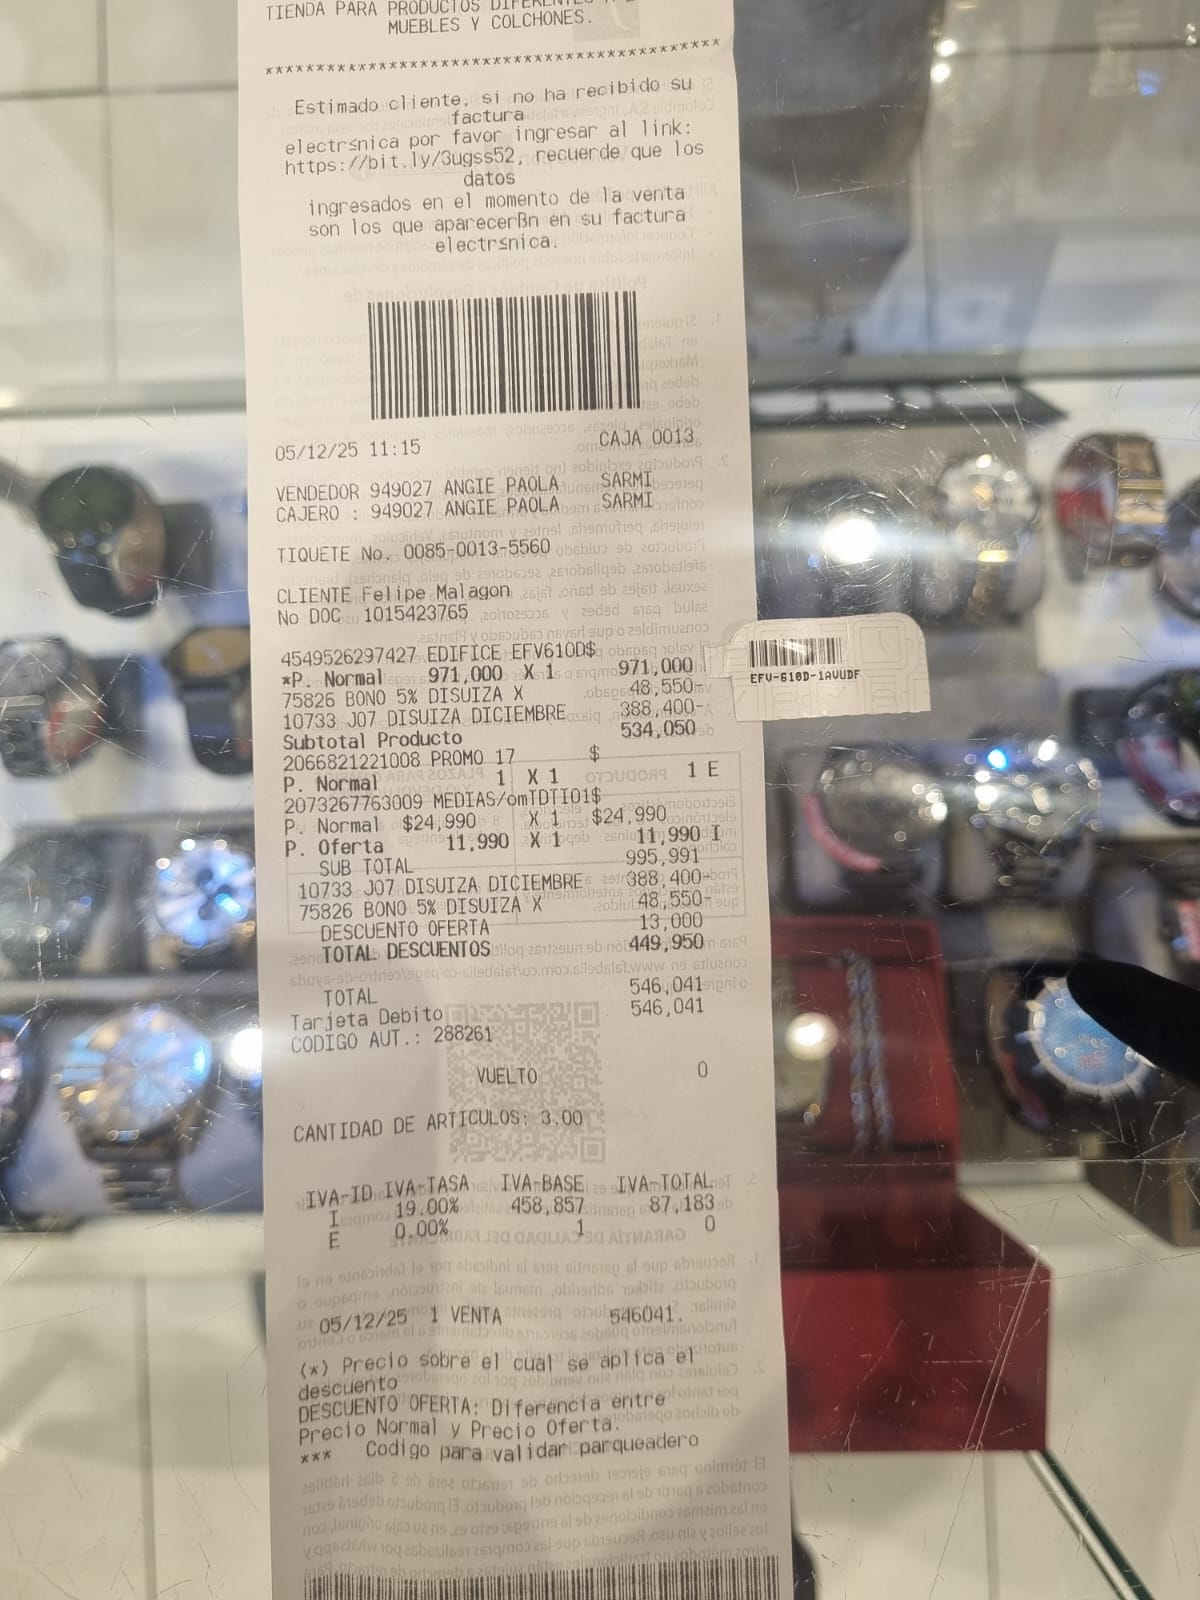 TIENDA PARA PRODUCTOS DIFERENTES
MUEBLES Y COLCHONES.
********************************************
Estimado cliente, si no ha recibido su
factura
electr≤nica por favor ingresar al link:
https://bit.ly/3ugss52, recuerde que los
datos
ingresados en el momento de la venta
son los que aparecerßn en su factura
electr≤nica.
05/12/25 11:15 CAJA 0013
VENDEDOR 949027 ANGIE PAOLA SARMI
CAJERO : 949027 ANGIE PAOLA SARMI
TIQUETE No. 0085-0013-5560
CLIENTE Felipe Malagon
No DOC 1015423765
4549526297427 EDIFICE EFV610D$
*P. Normal 971,000 X 1 971,000
75826 BONO 5% DISUIZA X 48,550-
10733 J07 DISUIZA DICIEMBRE 388,400-
Subtotal Producto 534,050
2066821221008 PROMO 17 $
P. Normal 1 X 1 1 E
2073267763009 MEDIAS/omTDTIO1$
P. Normal $24,990 X 1 $24,990
P. Oferta 11,990 X 1 11,990 I
SUB TOTAL 995,991
10733 J07 DISUIZA DICIEMBRE 388,400-
75826 BONO 5% DISUIZA X 48,550-
DESCUENTO OFERTA 13,000
TOTAL DESCUENTOS 449,950
TOTAL 546,041
Tarjeta Debito 546,041
CODIGO AUT.: 288261
VUELTO 0
CANTIDAD DE ARTICULOS: 3.00
IVA-ID IVA-TASA IVA-BASE IVA-TOTAL
I 19.00% 458,857 87,183
E 0.00% 1 0
05/12/25 1 VENTA 546041.
(*) Precio sobre el cual se aplica el
descuento
DESCUENTO OFERTA: Diferencia entre
Precio Normal y Precio Oferta.
*** Codigo para validar parqueadero
EFV-610D-1AVUDF